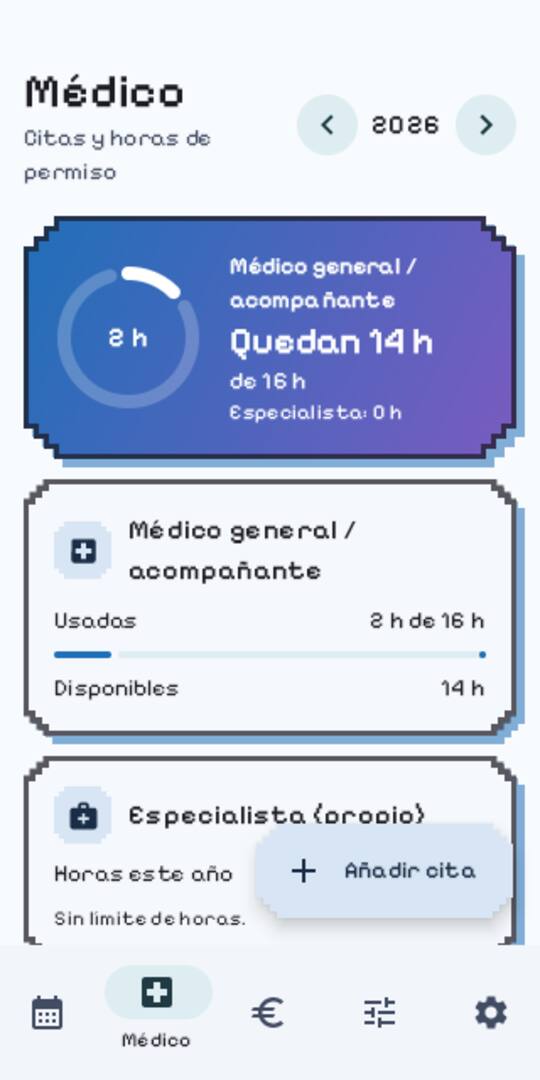 Médico
Citas y horas de
permiso
2026
Médico general /
acompañante
2 h
Quedan 14 h
de 16 h
Especialista: 0 h
Médico general /
acompañante
Usadas
2 h de 16 h
Disponibles
14 h
Especialista (propio)
Horas este año
Añadir cita
Sin límite de horas.
Médico